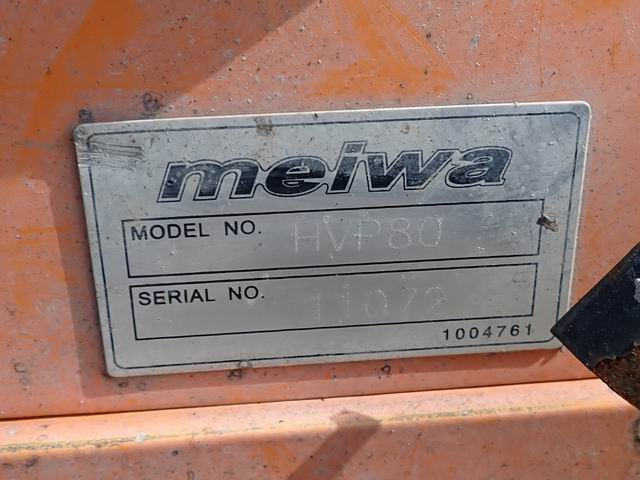 meiwa
MODEL NO. HVP80
SERIAL NO. 11072
1004761